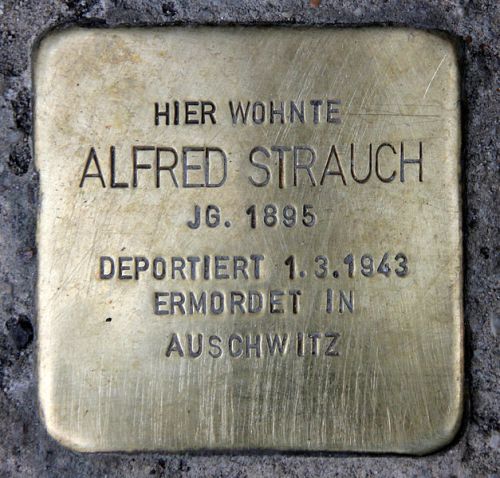 HIER WOHNTE
ALFRED STRAUCH
JG. 1895
DEPORTIERT 1.3.1943
ERMORDET IN
AUSCHWITZ